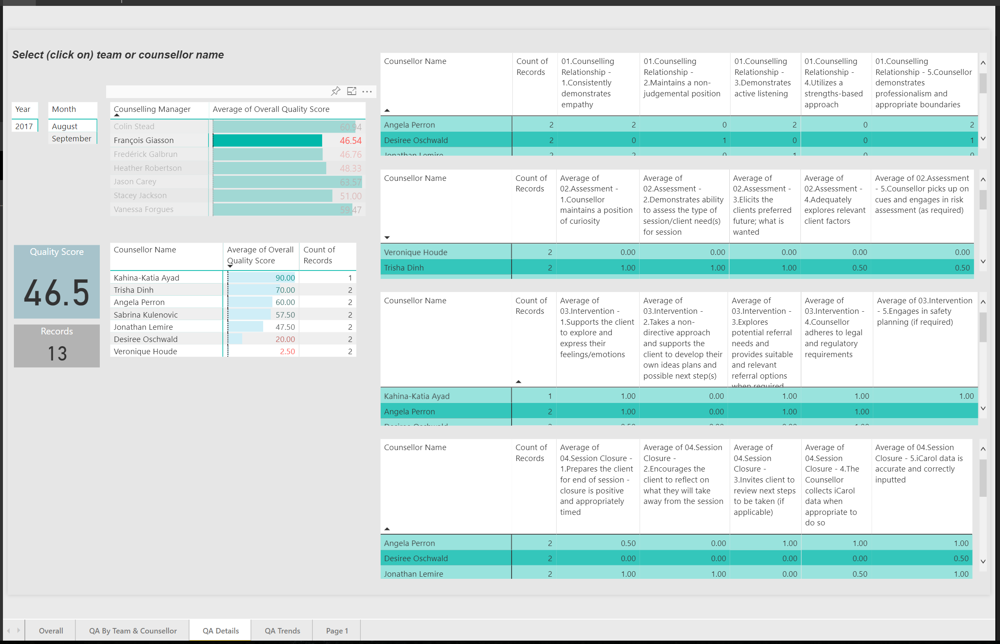 Select (click on) team or counsellor name
Year
2017
Month
August
September
Counselling Manager Average of Overall Quality Score
Colin Stead 60.94
François Giasson 46.54
Fredérick Galbrun 46.76
Heather Robertson 48.33
Jason Carey 63.57
Stacey Jackson 51.00
Vanessa Forgues 59.47
Quality Score
46.5
Records
13
Counsellor Name Average of Overall Count of
Quality Score Records
Kahina-Katia Ayad 90.00 1
Trisha Dinh 70.00 2
Angela Perron 60.00 2
Sabrina Kulenovic 57.50 2
Jonathan Lemire 47.50 2
Desiree Oschwald 20.00 2
Veronique Houde 2.50 2
Counsellor Name Count of 01.Counselling 01.Counselling 01.Counselling 01.Counselling 01.Counselling
Records Relationship - Relationship - Relationship - Relationship - Relationship - 5.Counsellor
1.Consistently 2.Maintains a non- 3.Demonstrates 4.Utilizes a demonstrates
demonstrates judgemental position active listening strengths-based professionalism and
empathy approach appropriate boundaries
Angela Perron 2 2 0 2 0 2
Desiree Oschwald 2 0 1 0 0 1
Jonathan Lemire 2 2 0 1 0 0
Counsellor Name Count of Average of Average of Average of Average of Average of 02.Assessment
Records 02.Assessment - 02.Assessment - 02.Assessment - 02.Assessment - - 5.Counsellor picks up on
1.Counsellor 2.Demonstrates ability 3.Elicits the 4.Adequately cues and engages in risk
maintains a position to assess the type of clients preferred explores relevant assessment (as required)
of curiosity session/client need(s) future; what is client factors
for session wanted
Veronique Houde 2 0.00 0.00 0.00 0.00 0.00
Trisha Dinh 2 1.00 1.00 1.00 0.50 0.50
Counsellor Name Count of Average of Average of Average of Average of Average of 03.Intervention
Records 03.Intervention - 03.Intervention - 03.Intervention - 03.Intervention - - 5.Engages in safety
1.Supports the client 2.Takes a non- 3.Explores 4.Counsellor planning (if required)
to explore and directive approach potential referral adheres to legal
express their and supports the needs and and regulatory
feelings/emotions client to develop their provides suitable requirements
own ideas plans and and relevant
possible next step(s) referral options
when required
Kahina-Katia Ayad 1 1.00 0.00 1.00 1.00 1.00
Angela Perron 2 1.00 0.00 1.00 1.00
Desiree Oschwald 2 0.50 0.00 0.00 1.00
Counsellor Name Count of Average of Average of 04.Session Average of Average of Average of 04.Session
Records 04.Session Closure - Closure - 04.Session 04.Session Closure - 5.iCarol data is
1.Prepares the client 2.Encourages the Closure - Closure - 4.The accurate and correctly
for end of session - client to reflect on 3.Invites client to Counsellor inputted
closure is positive what they will take review next steps collects iCarol
and appropriately away from the session to be taken (if data when
timed applicable) appropriate to
do so
Angela Perron 2 0.50 0.00 1.00 1.00 1.00
Desiree Oschwald 2 0.00 0.00 0.00 0.00 0.50
Jonathan Lemire 2 1.00 1.00 0.00 0.50 1.00
Overall QA By Team & Counsellor QA Details QA Trends Page 1